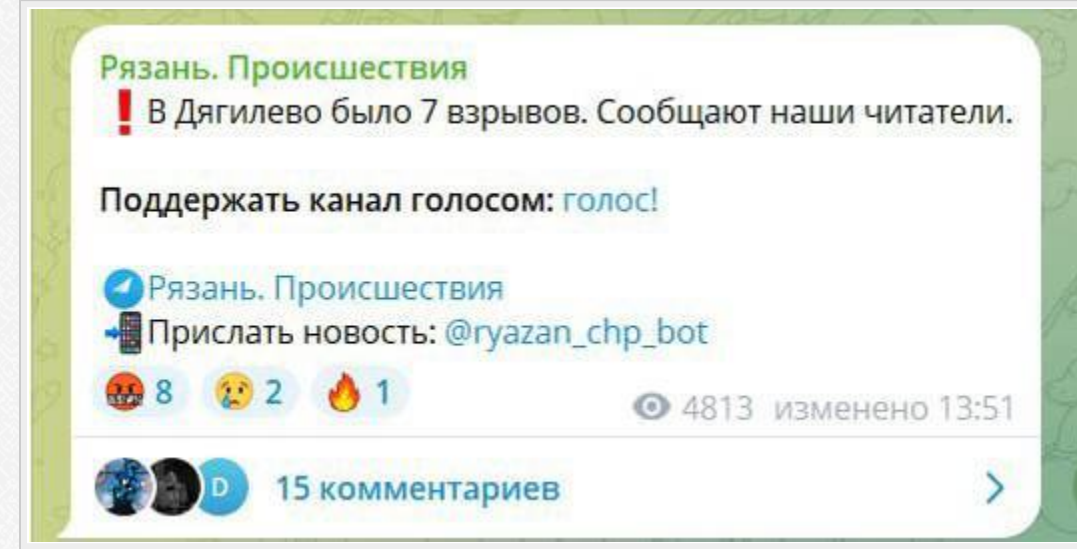 Рязань. Происшествия
❗В Дягилево было 7 взрывов. Сообщают наши читатели.
Поддержать канал голосом: голос!
Рязань. Происшествия
📲Прислать новость: @ryazan_chp_bot
🤬 8 😢 2 🔥 1 4813 изменено 13:51
D 15 комментариев